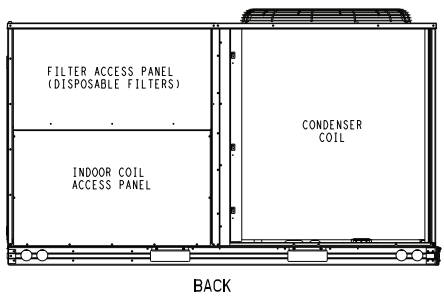 FILTER ACCESS PANEL
(DISPOSABLE FILTERS)
CONDENSER
COIL
INDOOR COIL
ACCESS PANEL
BACK